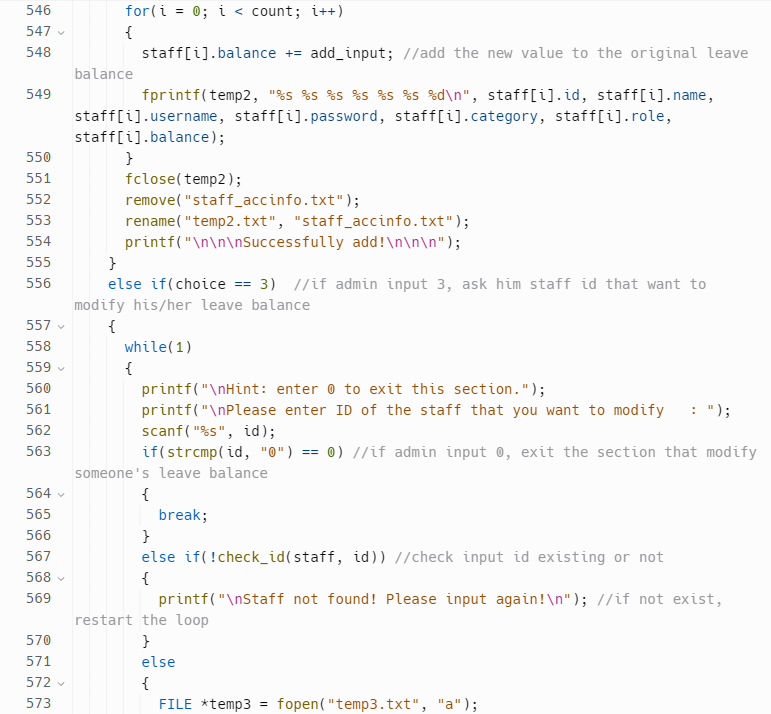 546 for(i = 0; i < count; i++)
547 {
548 staff[i].balance += add_input; //add the new value to the original leave
balance
549 fprintf(temp2, "%s %s %s %s %s %s %d\n", staff[i].id, staff[i].name,
staff[i].username, staff[i].password, staff[i].category, staff[i].role,
staff[i].balance);
550 }
551 fclose(temp2);
552 remove("staff_accinfo.txt");
553 rename("temp2.txt", "staff_accinfo.txt");
554 printf("\n\n\nSuccessfully add!\n\n\n");
555 }
556 else if(choice == 3)  //if admin input 3, ask him staff id that want to
modify his/her leave balance
557 {
558 while(1)
559 {
560 printf("\nHint: enter 0 to exit this section.");
561 printf("\nPlease enter ID of the staff that you want to modify   : ");
562 scanf("%s", id);
563 if(strcmp(id, "0") == 0) //if admin input 0, exit the section that modify
someone's leave balance
564 {
565 break;
566 }
567 else if(!check_id(staff, id)) //check input id existing or not
568 {
569 printf("\nStaff not found! Please input again!\n"); //if not exist,
restart the loop
570 }
571 else
572 {
573 FILE *temp3 = fopen("temp3.txt", "a");